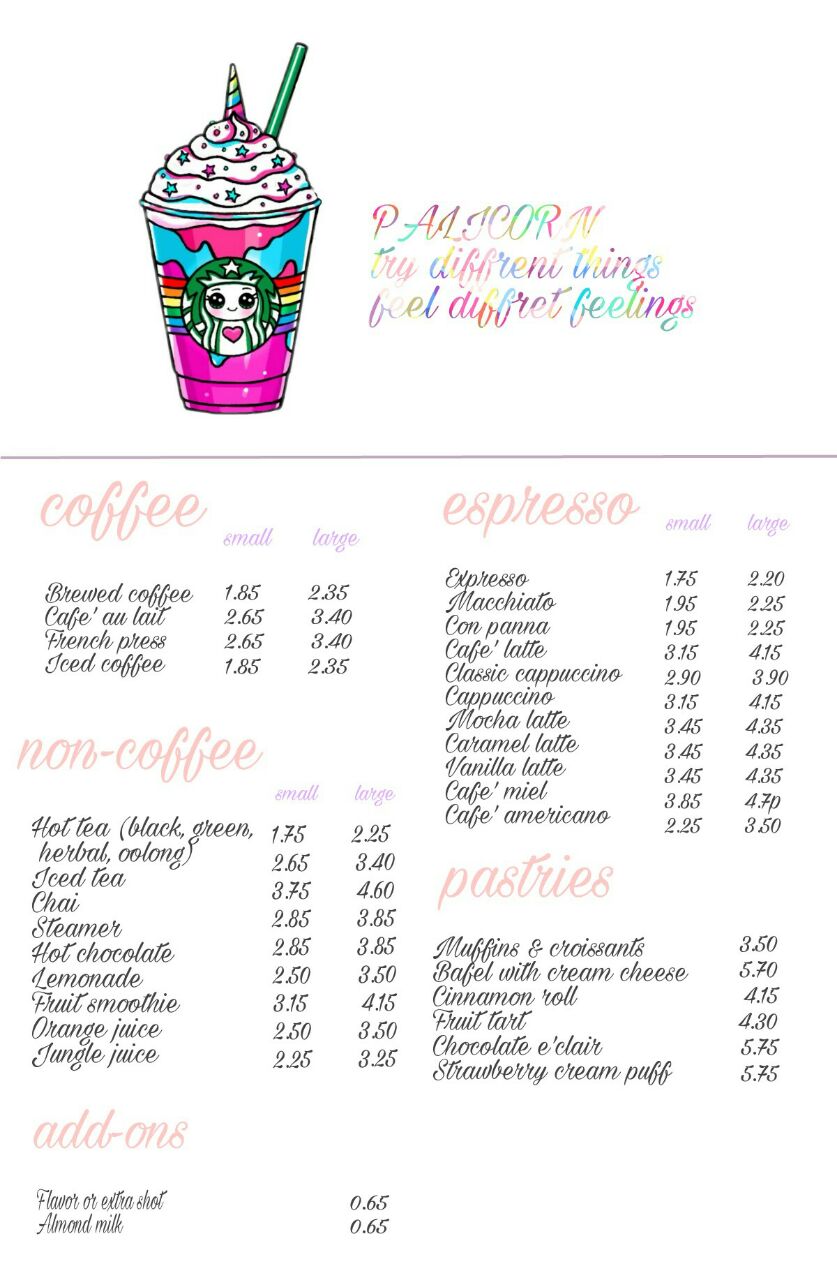 PALICORN
try diffrent things
feel diffret feelings
coffee
small large
Brewed coffee 1.85 2.35
Cafe' au lait 2.65 3.40
French press 2.65 3.40
Iced coffee 1.85 2.35
non-coffee
small large
Hot tea (black, green, 1.75 2.25
herbal, oolong)
Iced tea 2.65 3.40
Chai 3.75 4.60
Steamer 2.85 3.85
Hot chocolate 2.85 3.85
Lemonade 2.50 3.50
Fruit smoothie 3.15 4.15
Orange juice 2.50 3.50
Jungle juice 2.25 3.25
add-ons
Flavor or extra shot 0.65
Almond milk 0.65
espresso
small large
Expresso 1.75 2.20
Macchiato 1.95 2.25
Con panna 1.95 2.25
Cafe' latte 3.15 4.15
Classic cappuccino 2.90 3.90
Cappuccino 3.15 4.15
Mocha latte 3.45 4.35
Caramel latte 3.45 4.35
Vanilla latte 3.45 4.35
Cafe' miel 3.85 4.7p
Cafe' americano 2.25 3.50
pastries
Muffins & croissants 3.50
Bafel with cream cheese 5.70
Cinnamon roll 4.15
Fruit tart 4.30
Chocolate e'clair 5.75
Strawberry cream puff 5.75